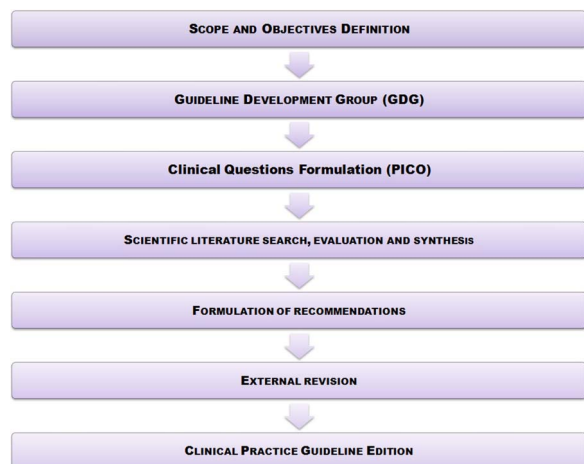 SCOPE AND OBJECTIVES DEFINITION
GUIDELINE DEVELOPMENT GROUP (GDG)
Clinical Questions Formulation (PICO)
SCIENTIFIC LITERATURE SEARCH, EVALUATION AND SYNTHESIS
FORMULATION OF RECOMMENDATIONS
EXTERNAL REVISION
CLINICAL PRACTICE GUIDELINE EDITION